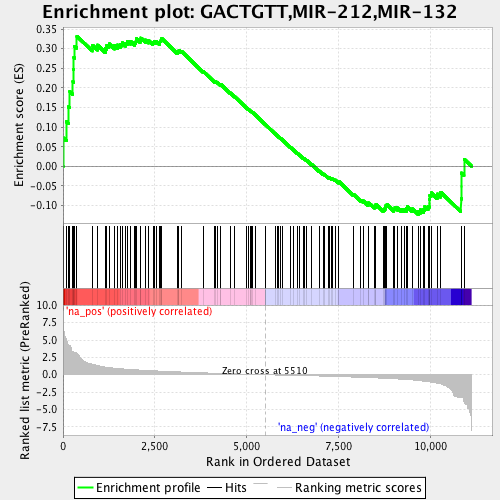 Enrichment plot: GACTGTT,MIR-212,MIR-132
Enrichment score (ES)
0.35
0.30
0.25
0.20
0.15
0.10
0.05
0.00
-0.05
-0.10
'na_pos' (positively correlated)
Zero cross at 5510
'na_neg' (negatively correlated)
Ranked list metric (PreRanked)
10.0
7.5
5.0
2.5
0.0
-2.5
-5.0
-7.5
0
2,500
5,000
7,500
10,000
Rank in Ordered Dataset
Enrichment profile
Hits
Ranking metric scores